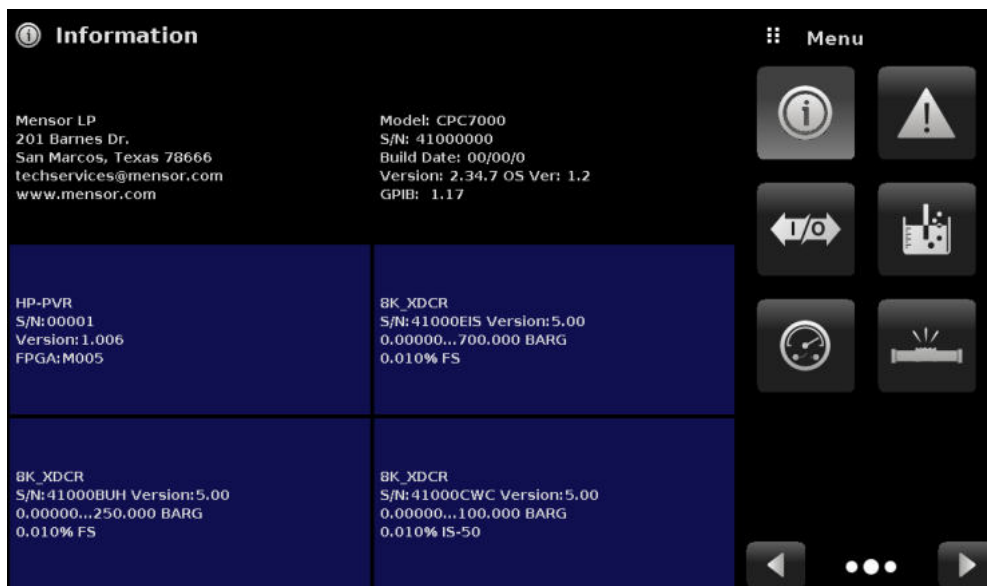 Information
Mensor LP
201 Barnes Dr.
San Marcos, Texas 78666
techservices@mensor.com
www.mensor.com
Model: CPC7000
S/N: 41000000
Build Date: 00/00/0
Version: 2.34.7 OS Ver: 1.2
GPIB: 1.17
HP-PVR
S/N:00001
Version:1.006
FPGA:M005
8K_XDCR
S/N:41000EIS Version:5.00
0.00000...700.000 BARG
0.010% FS
8K_XDCR
S/N:41000BUH Version:5.00
0.00000...250.000 BARG
0.010% FS
8K_XDCR
S/N:41000CWC Version:5.00
0.00000...100.000 BARG
0.010% IS-50
Menu
I/O